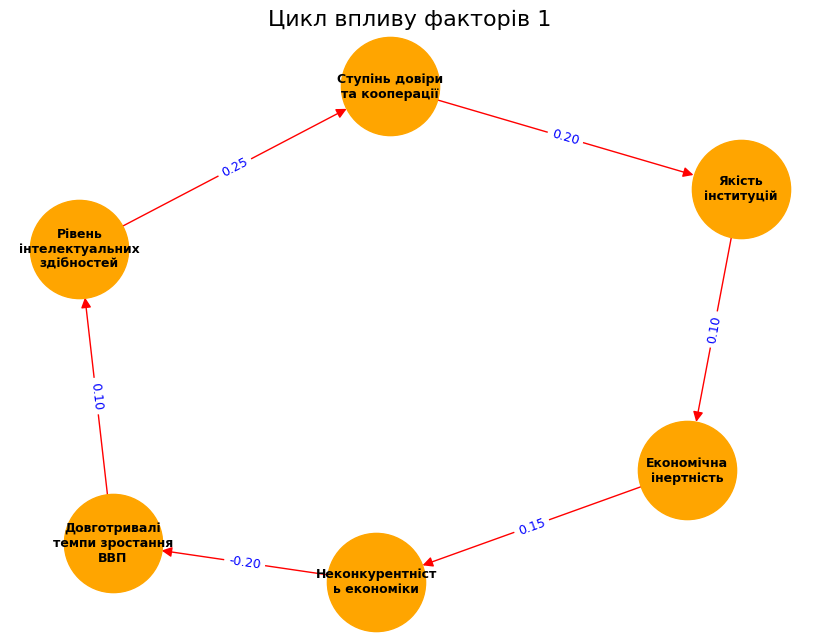 Цикл впливу факторів 1
Ступінь довіри
та кооперації
0.20
0.25
Якість
інституцій
Рівень
інтелектуальних
здібностей
0.10
0.10
Економічна
інертність
0.15
Довготривалі
темпи зростання
ВВП
-0.20
Неконкурентніст
ь економіки